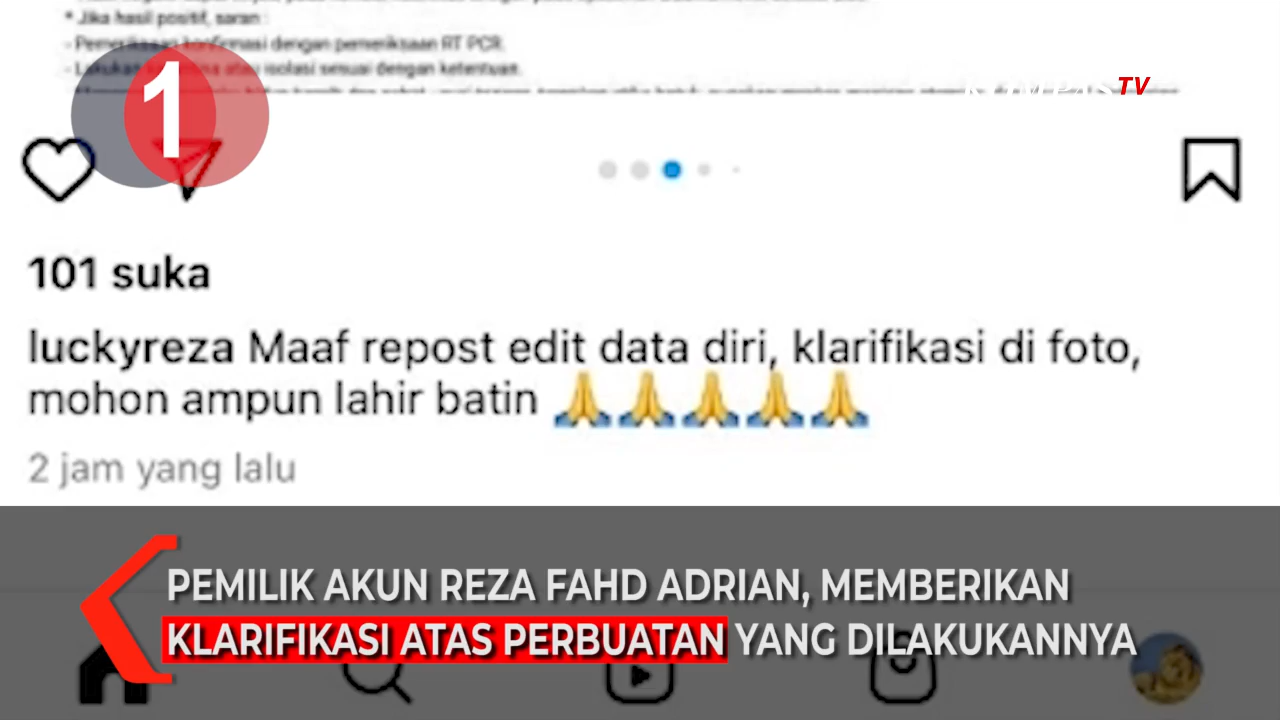 * Jika hasil positif, saran :
- Pemeriksaan konfirmasi dengan pemeriksaan RT PCR.
- Lakukan atau isolasi sesuai dengan ketentuan.
1
KOMPAS TV
101 suka
luckyreza Maaf repost edit data diri, klarifikasi di foto,
mohon ampun lahir batin 🙏🙏🙏🙏🙏
2 jam yang lalu
PEMILIK AKUN REZA FAHD ADRIAN, MEMBERIKAN
KLARIFIKASI ATAS PERBUATAN YANG DILAKUKANNYA